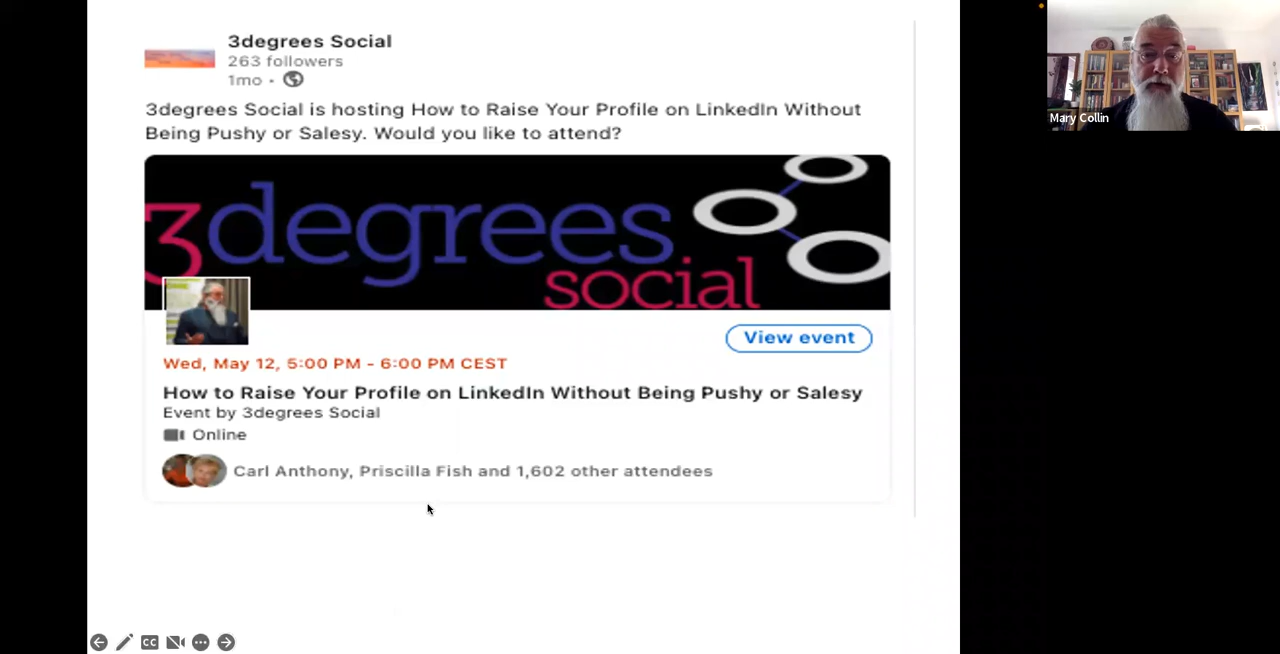 3degrees Social
263 followers
1mo •
3degrees Social is hosting How to Raise Your Profile on LinkedIn Without
Being Pushy or Salesy. Would you like to attend?
3degrees
social
View event
Wed, May 12, 5:00 PM - 6:00 PM CEST
How to Raise Your Profile on LinkedIn Without Being Pushy or Salesy
Event by 3degrees Social
Online
Carl Anthony, Priscilla Fish and 1,602 other attendees
CC
Mary Collin